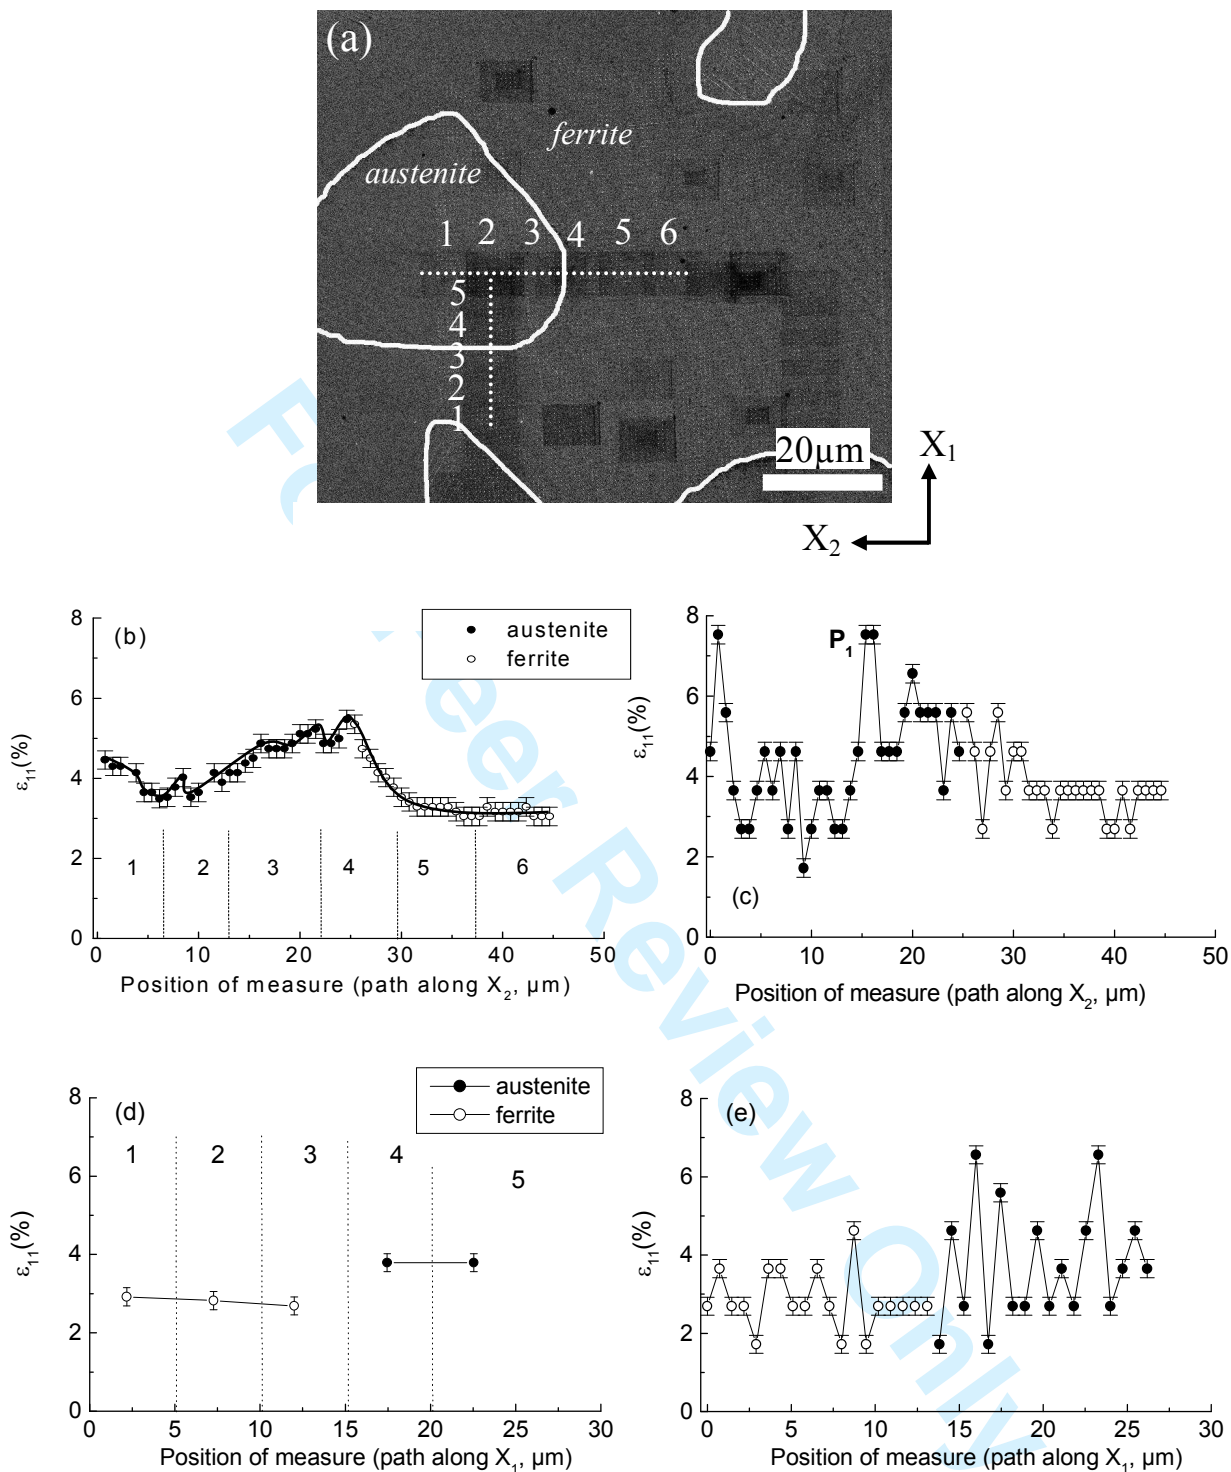 (a)
ferrite
austenite
1 2 3 4 5 6
5
4
3
2
1
20µm
X1
X2
8
6
4
2
0
ε11(%)
(b)
austenite
ferrite
1 2 3 4 5 6
0 10 20 30 40 50
Position of measure (path along X2, µm)
8
6
4
2
0
ε11(%)
P1
(c)
0 10 20 30 40 50
Position of measure (path along X2, µm)
8
6
4
2
0
ε11(%)
(d)
austenite
ferrite
1 2 3 4 5
0 5 10 15 20 25 30
Position of measure (path along X1, µm)
8
6
4
2
0
ε11(%)
(e)
0 5 10 15 20 25 30
Position of measure (path along X1, µm)
For Peer Review Only